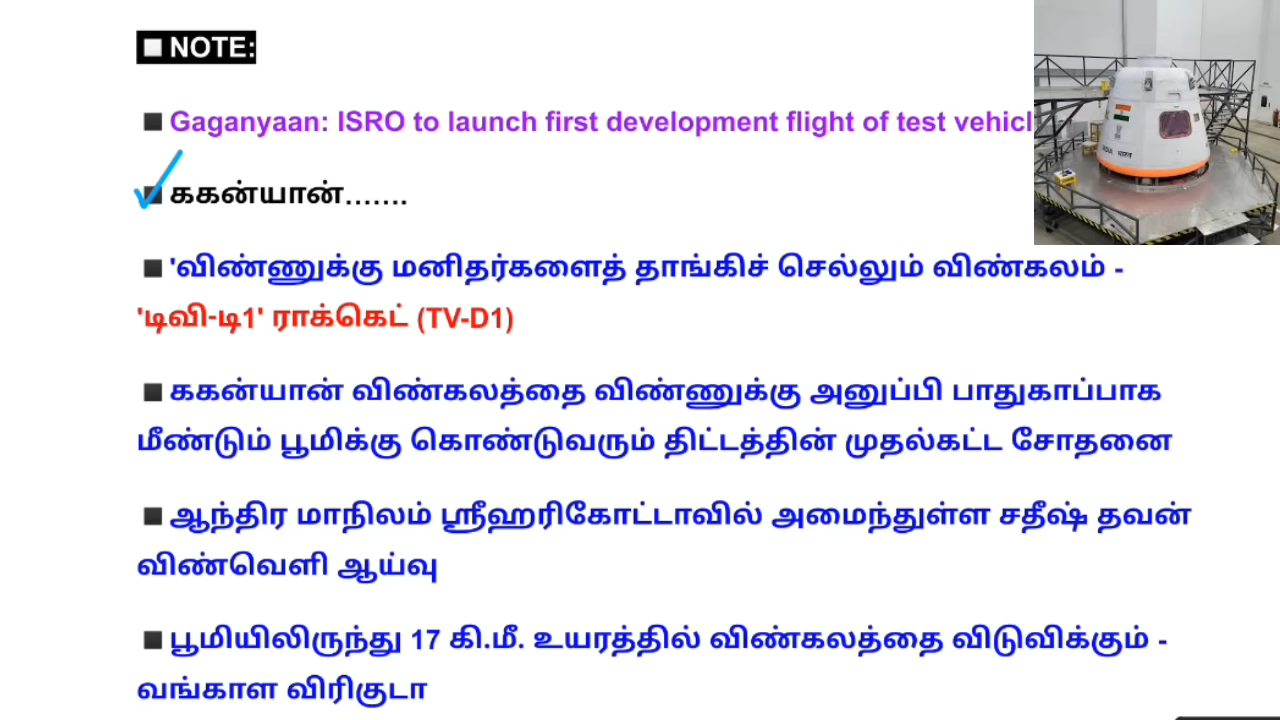 NOTE:
Gaganyaan: ISRO to launch first development flight of test vehicl
ககன்யான்.......
'விண்ணுக்கு மனிதர்களைத் தாங்கிச் செல்லும் விண்கலம் -
'டிவி-டி1' ராக்கெட் (TV-D1)
ககன்யான் விண்கலத்தை விண்ணுக்கு அனுப்பி பாதுகாப்பாக
மீண்டும் பூமிக்கு கொண்டுவரும் திட்டத்தின் முதல்கட்ட சோதனை
ஆந்திர மாநிலம் ஸ்ரீஹரிகோட்டாவில் அமைந்துள்ள சதீஷ் தவன்
விண்வெளி ஆய்வு
பூமியிலிருந்து 17 கி.மீ. உயரத்தில் விண்கலத்தை விடுவிக்கும் -
வங்காள விரிகுடா